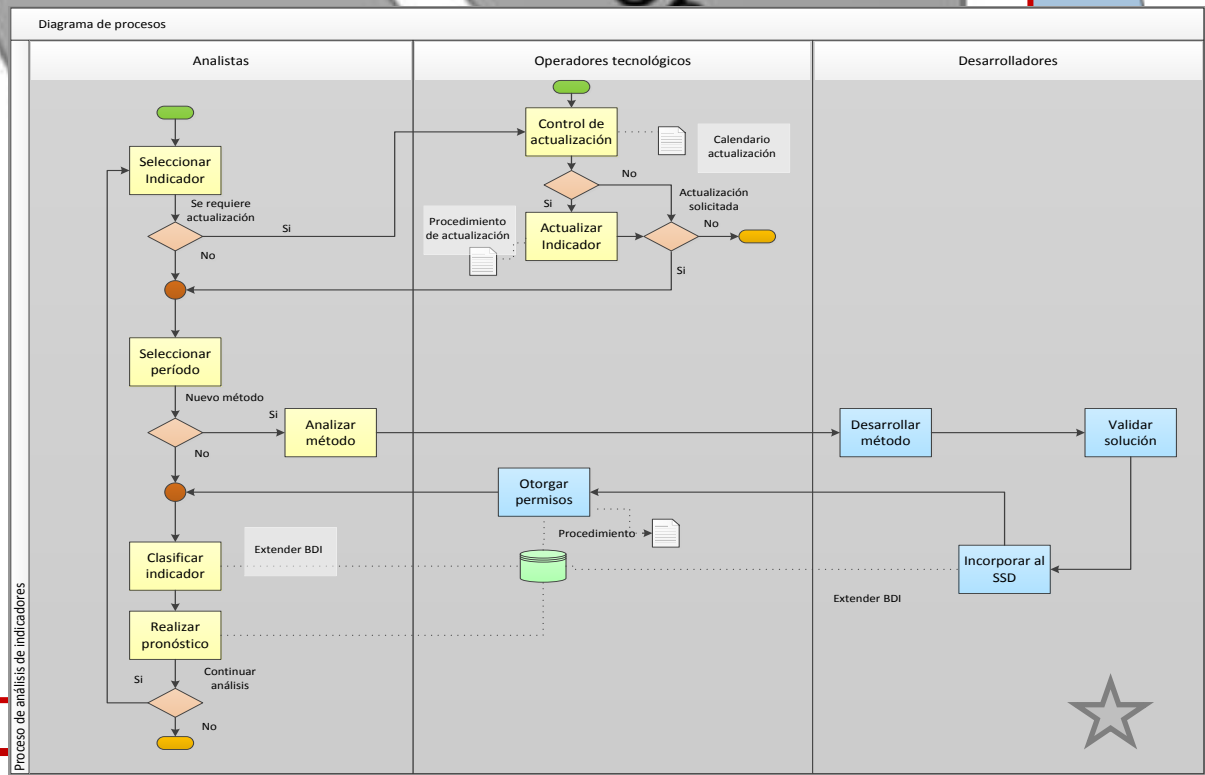 Diagrama de procesos
Proceso de análisis de indicadores
Analistas
Operadores tecnológicos
Desarrolladores
Seleccionar
Indicador
Se requiere
actualización
Si
No
Control de
actualización
Calendario
actualización
No
Si
Actualización
solicitada
No
Procedimiento
de actualización
Actualizar
Indicador
Si
Seleccionar
período
Nuevo método
Si
No
Analizar
método
Desarrollar
método
Validar
solución
Otorgar
permisos
Procedimiento
Clasificar
indicador
Extender BDI
Incorporar al
SSD
Extender BDI
Realizar
pronóstico
Continuar
análisis
Si
No